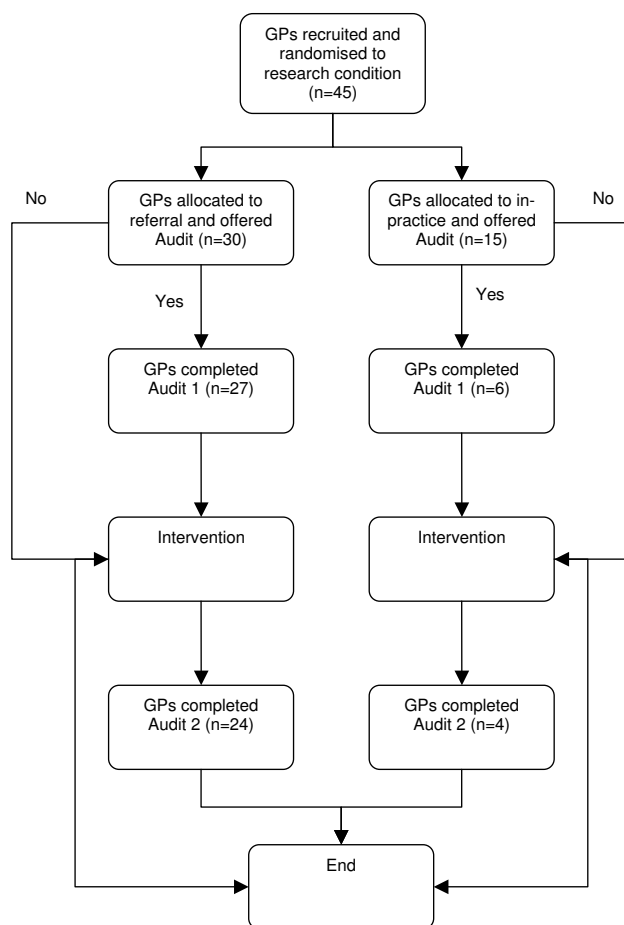 GPs recruited and
randomised to
research condition
(n=45)
No
GPs allocated to
referral and offered
Audit (n=30)
GPs allocated to in-
practice and offered
Audit (n=15)
No
Yes
Yes
GPs completed
Audit 1 (n=27)
GPs completed
Audit 1 (n=6)
Intervention
Intervention
GPs completed
Audit 2 (n=24)
GPs completed
Audit 2 (n=4)
End